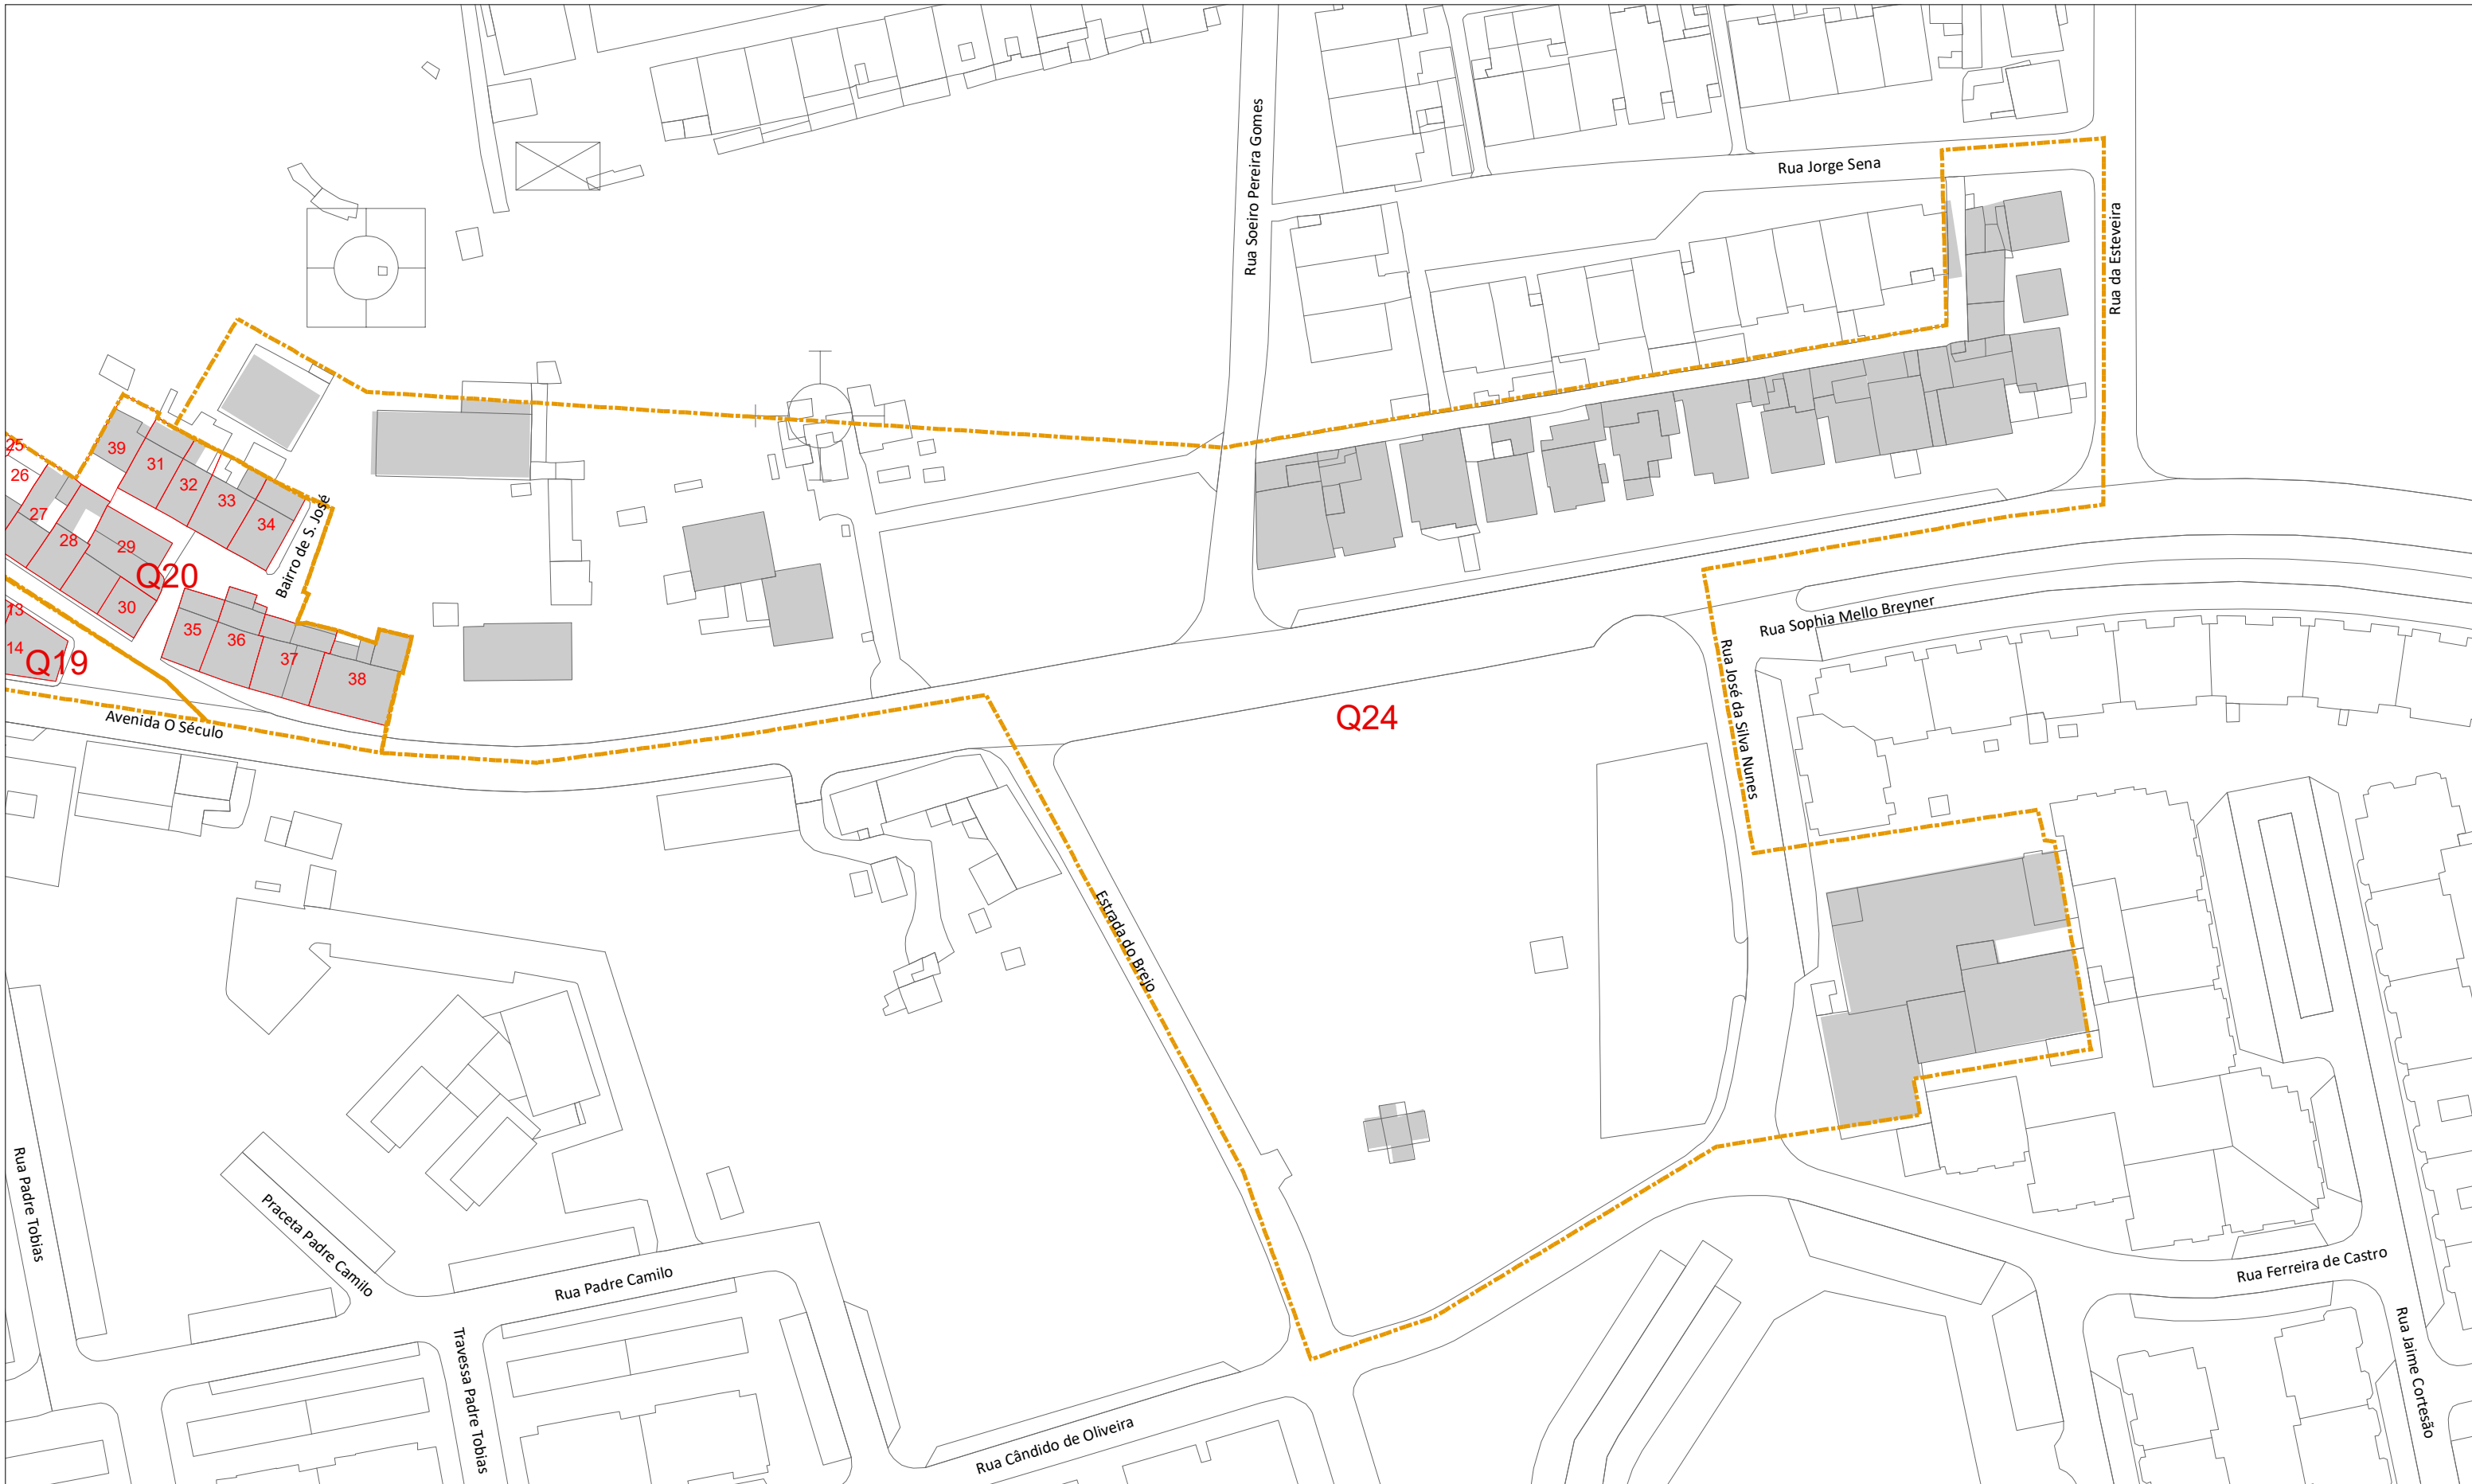 Rua Soeiro Pereira Gomes
Rua Jorge Sena
Rua da Esteveira
25
26
27
28
29
30
39
31
32
33
34
Bairro de S. José
Q20
13
14
Q19
35
36
37
38
Avenida O Século
Q24
Rua Sophia Mello Breyner
Rua José da Silva Nunes
Estrada do Brejo
Rua Padre Tobias
Praceta Padre Camilo
Rua Padre Camilo
Travessa Padre Tobias
Rua Cândido de Oliveira
Rua Ferreira de Castro
Rua Jaime Cortesão